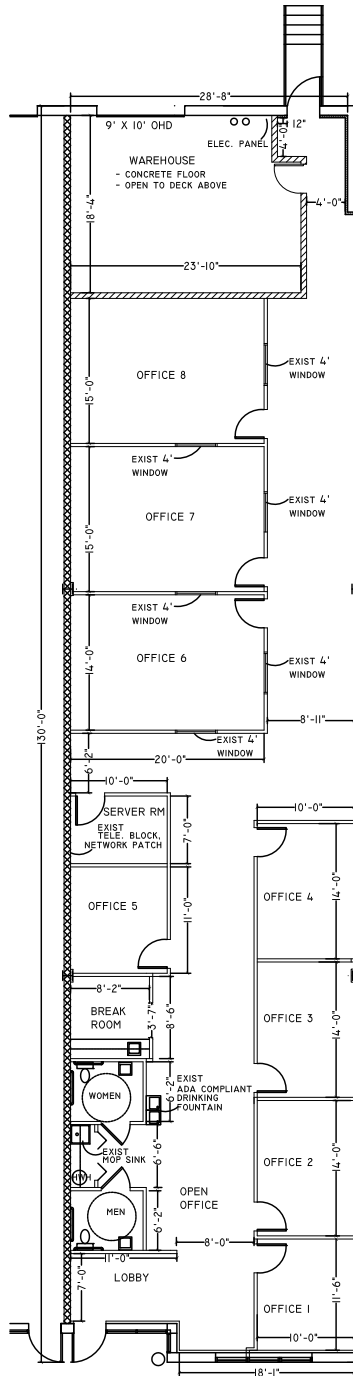 28'-8"
9' X 10' OHD
ELEC. PANEL
12"
4'-0"
WAREHOUSE
- CONCRETE FLOOR
- OPEN TO DECK ABOVE
18'-4"
4'-0"
23'-10"
OFFICE 8
EXIST 4'
WINDOW
15'-0"
EXIST 4'
WINDOW
OFFICE 7
EXIST 4'
WINDOW
15'-0"
EXIST 4'
WINDOW
OFFICE 6
EXIST 4'
WINDOW
14'-0"
8'-11"
130'-0"
EXIST 4'
WINDOW
20'-0"
6'-2"
10'-0"
SERVER RM
EXIST
TELE. BLOCK,
NETWORK PATCH
7'-0"
10'-0"
OFFICE 5
11'-0"
OFFICE 4
14'-0"
8'-2"
BREAK
ROOM
3'-7"
8'-6"
OFFICE 3
14'-0"
WOMEN
6'-2"
EXIST
ADA COMPLIANT
DRINKING
FOUNTAIN
EXIST
MOP SINK
HWH
6'-6"
OFFICE 2
14'-0"
OPEN
OFFICE
MEN
6'-2"
8'-0"
11'-0"
LOBBY
7'-0"
OFFICE 1
11'-6"
10'-0"
18'-1"